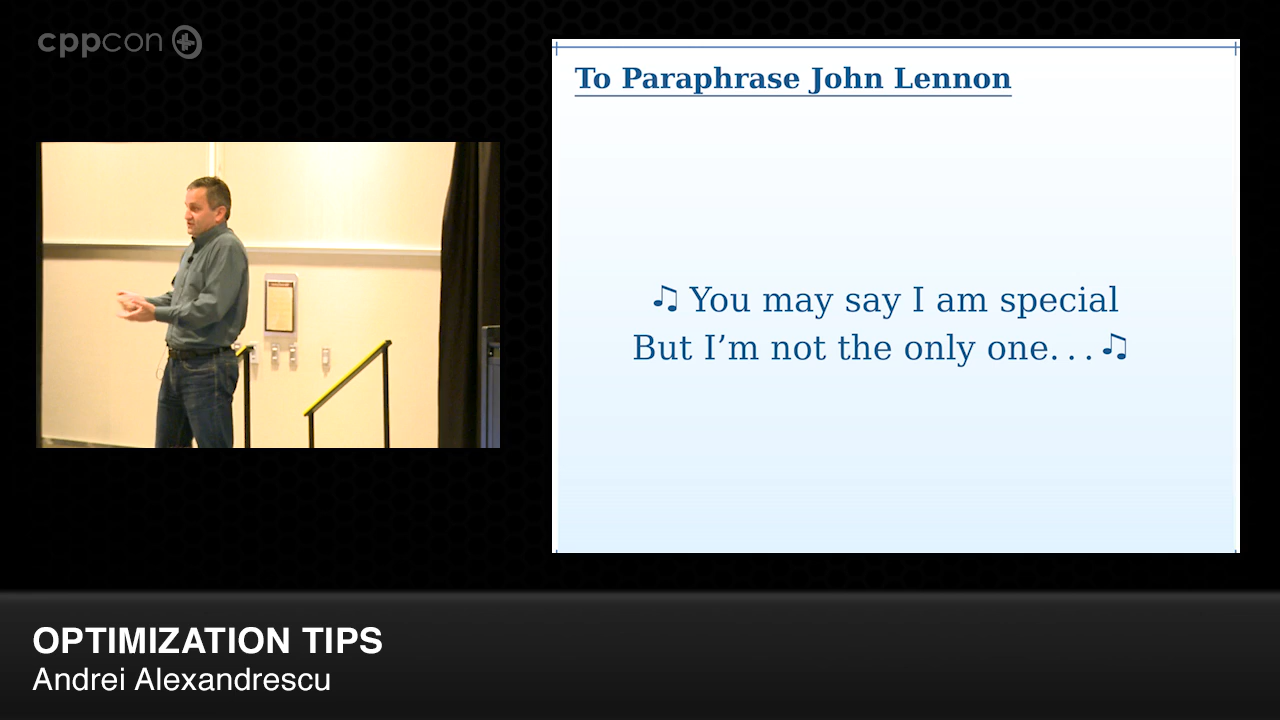 cppcon
To Paraphrase John Lennon
♫ You may say I am special
But I’m not the only one...♫
OPTIMIZATION TIPS
Andrei Alexandrescu